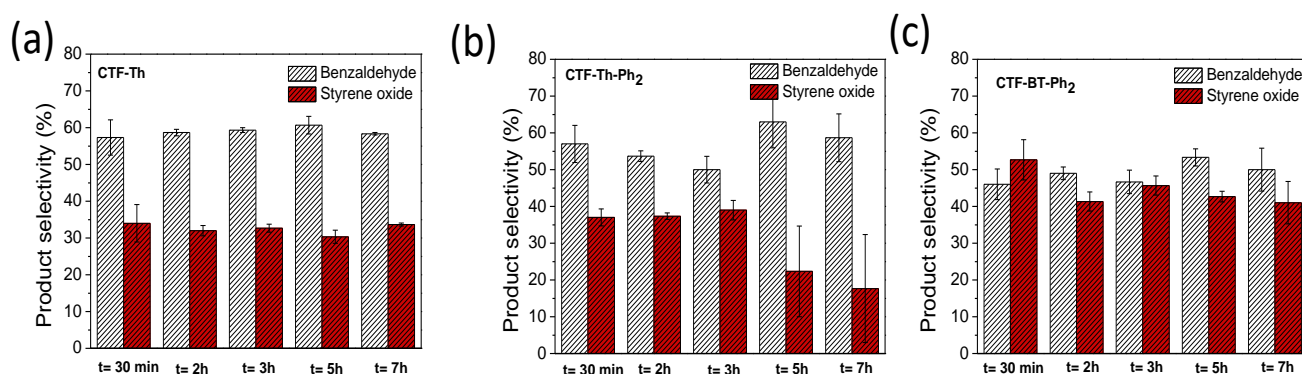 (a)
Product selectivity (%)
80
70
60
50
40
30
20
10
0
CTF-Th
Benzaldehyde
Styrene oxide
t= 30 min t= 2h t= 3h t= 5h t= 7h
(b)
Product selectivity (%)
80
70
60
50
40
30
20
10
0
CTF-Th-Ph2
Benzaldehyde
Styrene oxide
t= 30 min t= 2h t= 3h t= 5h t= 7h
(c)
Product selectivity (%)
80
70
60
50
40
30
20
10
0
CTF-BT-Ph2
Benzaldehyde
Styrene oxide
t= 30 min t= 2h t= 3h t= 5h t= 7h